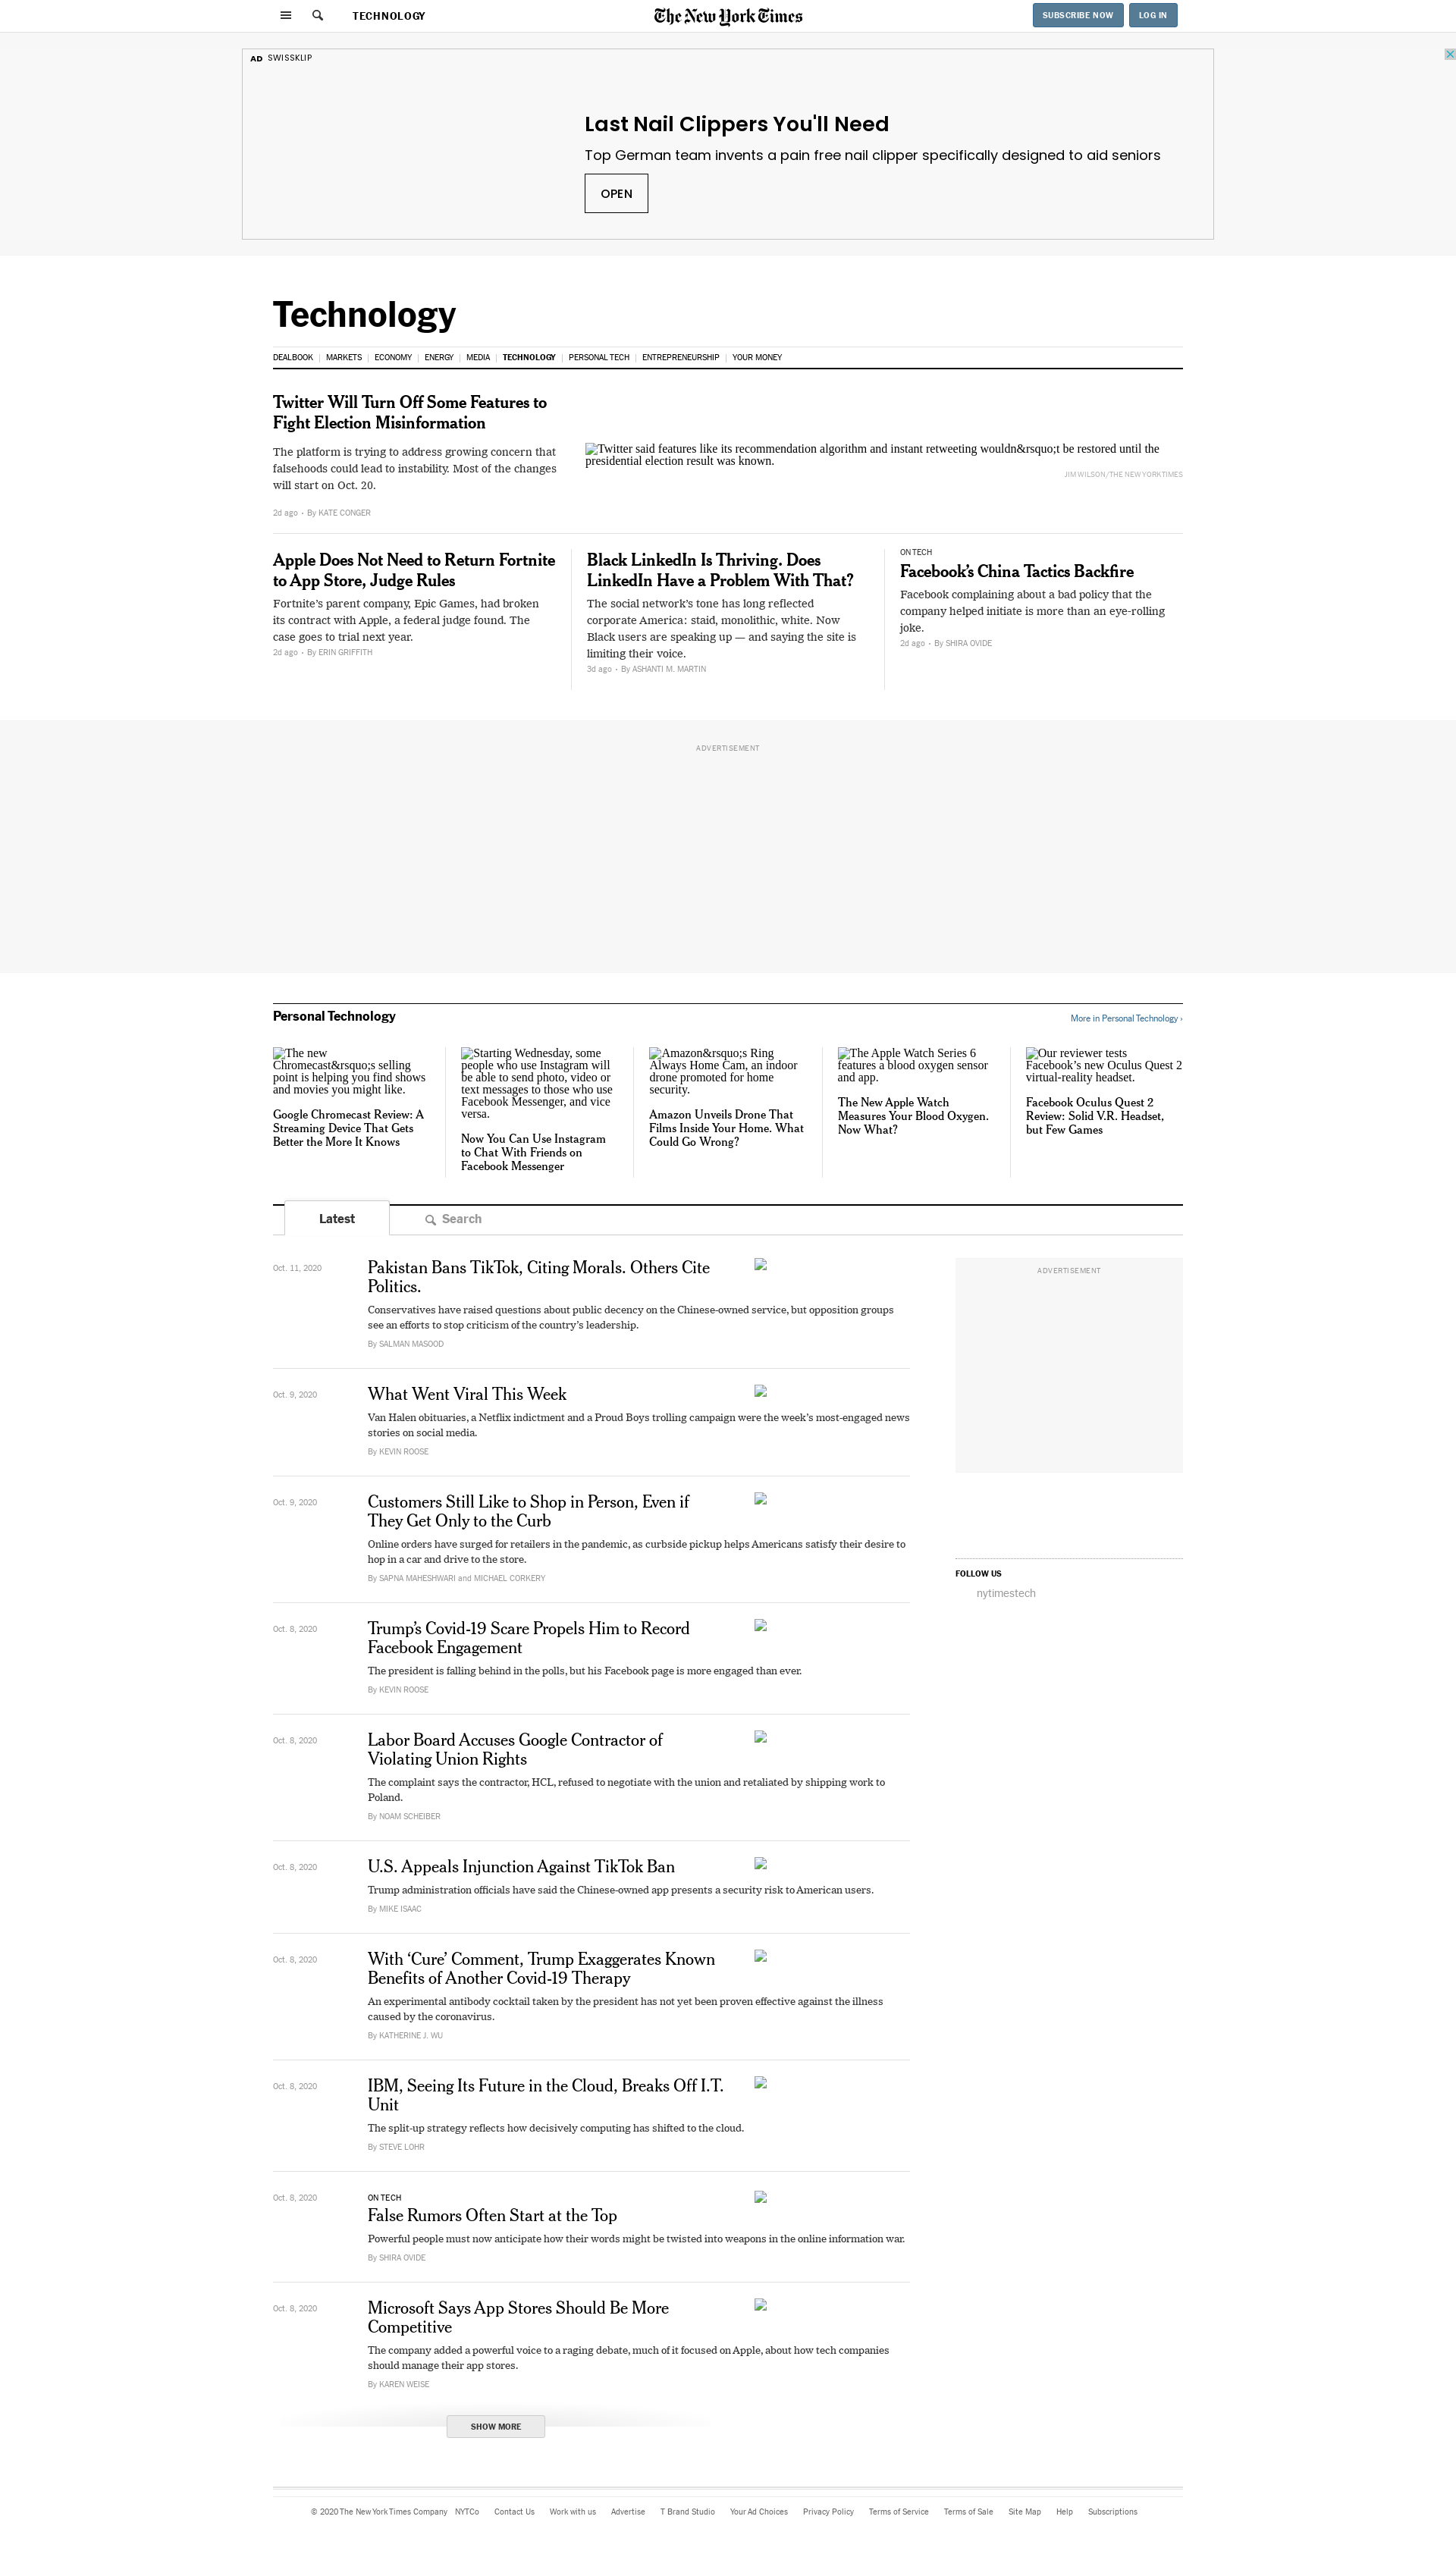 TECHNOLOGY
The New York Times
SUBSCRIBE NOW
LOG IN
AD SWISSKLIP
Last Nail Clippers You'll Need
Top German team invents a pain free nail clipper specifically designed to aid seniors
OPEN
Technology
DEALBOOK | MARKETS | ECONOMY | ENERGY | MEDIA | TECHNOLOGY | PERSONAL TECH | ENTREPRENEURSHIP | YOUR MONEY
Twitter Will Turn Off Some Features to
Fight Election Misinformation
The platform is trying to address growing concern that
falsehoods could lead to instability. Most of the changes
will start on Oct. 20.
2d ago • By KATE CONGER
Twitter said features like its recommendation algorithm and instant retweeting wouldn&rsquo;t be restored until the
presidential election result was known.
JIM WILSON/THE NEW YORK TIMES
Apple Does Not Need to Return Fortnite
to App Store, Judge Rules
Fortnite’s parent company, Epic Games, had broken
its contract with Apple, a federal judge found. The
case goes to trial next year.
2d ago • By ERIN GRIFFITH
Black LinkedIn Is Thriving. Does
LinkedIn Have a Problem With That?
The social network’s tone has long reflected
corporate America: staid, monolithic, white. Now
Black users are speaking up — and saying the site is
limiting their voice.
3d ago • By ASHANTI M. MARTIN
ON TECH
Facebook’s China Tactics Backfire
Facebook complaining about a bad policy that the
company helped initiate is more than an eye-rolling
joke.
2d ago • By SHIRA OVIDE
ADVERTISEMENT
Personal Technology
More in Personal Technology ›
The new
Chromecast&rsquo;s selling
point is helping you find shows
and movies you might like.
Google Chromecast Review: A
Streaming Device That Gets
Better the More It Knows
Starting Wednesday, some
people who use Instagram will
be able to send photo, video or
text messages to those who use
Facebook Messenger, and vice
versa.
Now You Can Use Instagram
to Chat With Friends on
Facebook Messenger
Amazon&rsquo;s Ring
Always Home Cam, an indoor
drone promoted for home
security.
Amazon Unveils Drone That
Films Inside Your Home. What
Could Go Wrong?
The Apple Watch Series 6
features a blood oxygen sensor
and app.
The New Apple Watch
Measures Your Blood Oxygen.
Now What?
Our reviewer tests
Facebook’s new Oculus Quest 2
virtual-reality headset.
Facebook Oculus Quest 2
Review: Solid V.R. Headset,
but Few Games
Latest
Search
Oct. 11, 2020
Pakistan Bans TikTok, Citing Morals. Others Cite
Politics.
Conservatives have raised questions about public decency on the Chinese-owned service, but opposition groups
see an efforts to stop criticism of the country’s leadership.
By SALMAN MASOOD
ADVERTISEMENT
Oct. 9, 2020
What Went Viral This Week
Van Halen obituaries, a Netflix indictment and a Proud Boys trolling campaign were the week’s most-engaged news
stories on social media.
By KEVIN ROOSE
Oct. 9, 2020
Customers Still Like to Shop in Person, Even if
They Get Only to the Curb
Online orders have surged for retailers in the pandemic, as curbside pickup helps Americans satisfy their desire to
hop in a car and drive to the store.
By SAPNA MAHESHWARI and MICHAEL CORKERY
FOLLOW US
nytimestech
Oct. 8, 2020
Trump’s Covid-19 Scare Propels Him to Record
Facebook Engagement
The president is falling behind in the polls, but his Facebook page is more engaged than ever.
By KEVIN ROOSE
Oct. 8, 2020
Labor Board Accuses Google Contractor of
Violating Union Rights
The complaint says the contractor, HCL, refused to negotiate with the union and retaliated by shipping work to
Poland.
By NOAM SCHEIBER
Oct. 8, 2020
U.S. Appeals Injunction Against TikTok Ban
Trump administration officials have said the Chinese-owned app presents a security risk to American users.
By MIKE ISAAC
Oct. 8, 2020
With ‘Cure’ Comment, Trump Exaggerates Known
Benefits of Another Covid-19 Therapy
An experimental antibody cocktail taken by the president has not yet been proven effective against the illness
caused by the coronavirus.
By KATHERINE J. WU
Oct. 8, 2020
IBM, Seeing Its Future in the Cloud, Breaks Off I.T.
Unit
The split-up strategy reflects how decisively computing has shifted to the cloud.
By STEVE LOHR
Oct. 8, 2020
ON TECH
False Rumors Often Start at the Top
Powerful people must now anticipate how their words might be twisted into weapons in the online information war.
By SHIRA OVIDE
Oct. 8, 2020
Microsoft Says App Stores Should Be More
Competitive
The company added a powerful voice to a raging debate, much of it focused on Apple, about how tech companies
should manage their app stores.
By KAREN WEISE
SHOW MORE
© 2020 The New York Times Company NYTCo Contact Us Work with us Advertise T Brand Studio Your Ad Choices Privacy Policy Terms of Service Terms of Sale Site Map Help Subscriptions